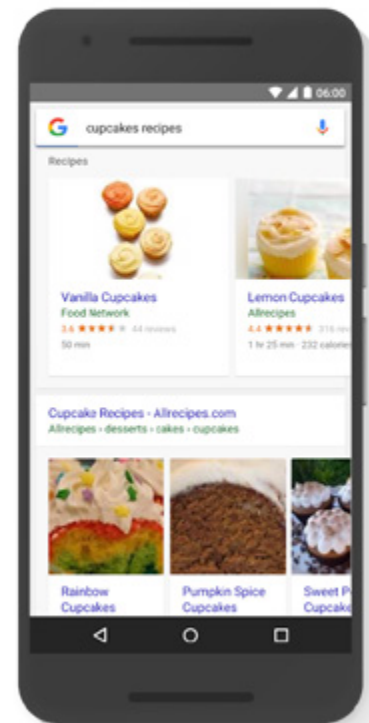 06:00
cupcakes recipes
Recipes
Vanilla Cupcakes
Food Network
3.6 ★★★★★ 44 reviews
50 min
Lemon Cupcakes
Allrecipes
4.4 ★★★★★ 316
1 hr 25 min · 232 calories
Cupcake Recipes - Allrecipes.com
Allrecipes › desserts › cakes › cupcakes
Rainbow
Cupcakes
Pumpkin Spice
Cupcakes
Sweet P
Cupcake